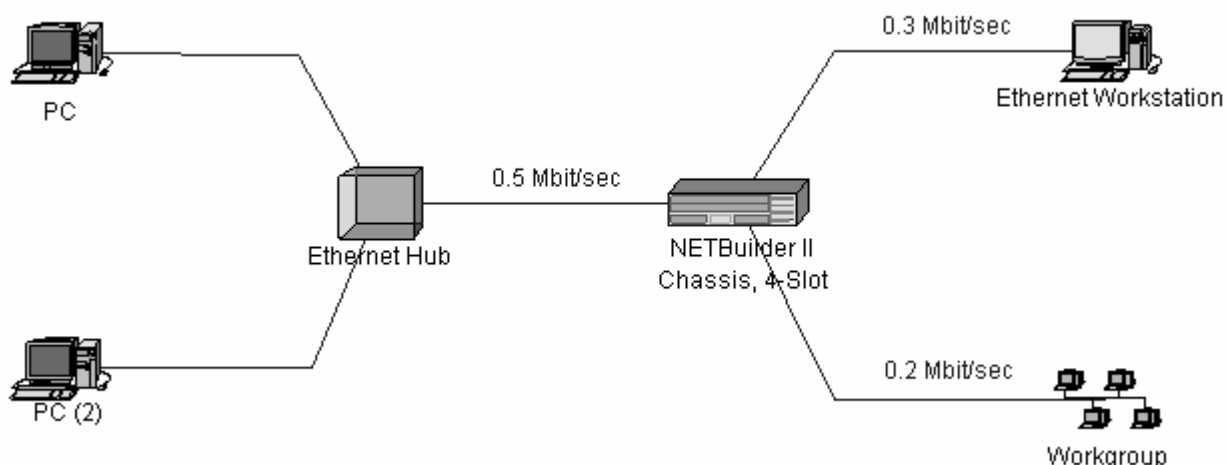 0.3 Mbit/sec
PC
Ethernet Workstation
0.5 Mbit/sec
Ethernet Hub
NETBuilder II
Chassis, 4-Slot
0.2 Mbit/sec
PC (2)
Workgroup